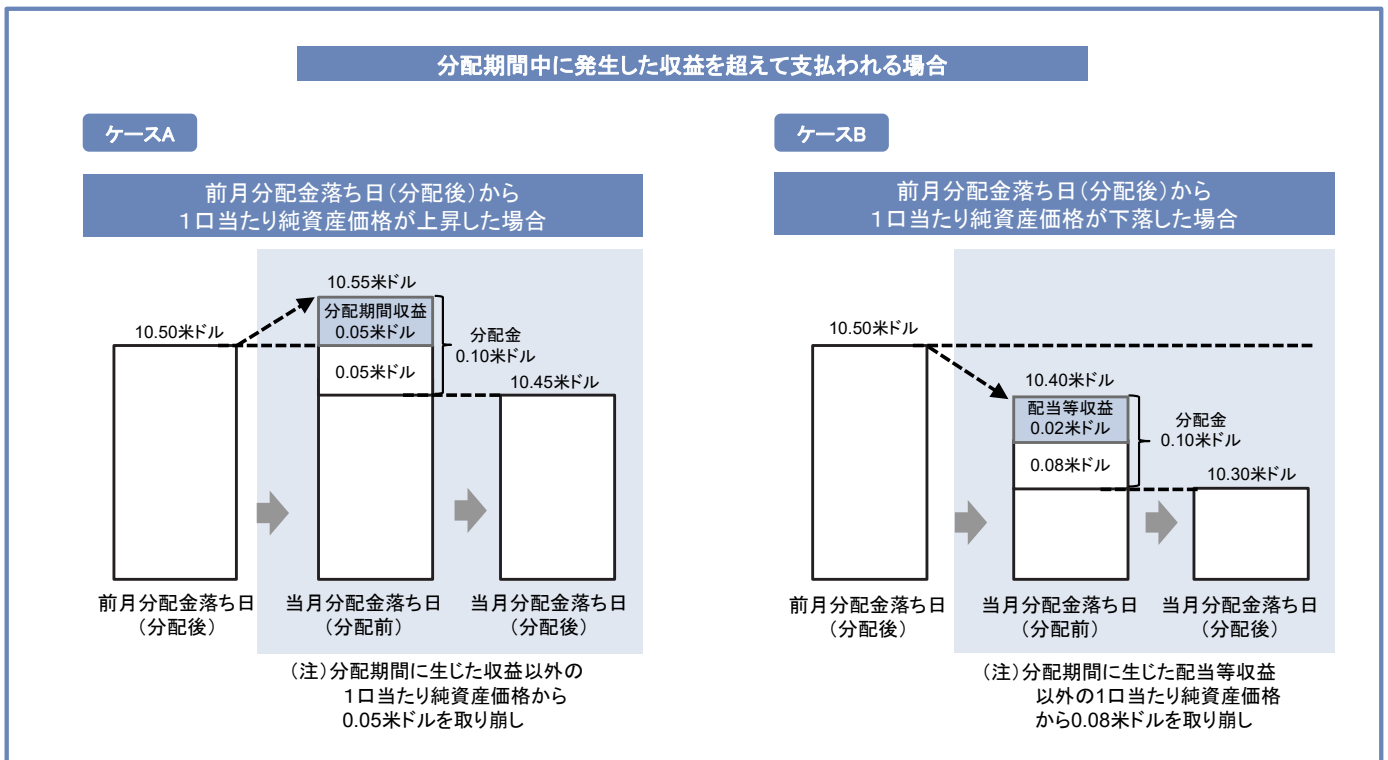 分配期間中に発生した収益を超えて支払われる場合
ケースA
前月分配金落ち日(分配後)から
1口当たり純資産価格が上昇した場合
10.50米ドル
10.55米ドル
分配期間収益
0.05米ドル
0.05米ドル
分配金
0.10米ドル
10.45米ドル
前月分配金落ち日
(分配後)
当月分配金落ち日
(分配前)
当月分配金落ち日
(分配後)
(注)分配期間に生じた収益以外の
1口当たり純資産価格から
0.05米ドルを取り崩し
ケースB
前月分配金落ち日(分配後)から
1口当たり純資産価格が下落した場合
10.50米ドル
10.40米ドル
配当等収益
0.02米ドル
0.08米ドル
分配金
0.10米ドル
10.30米ドル
前月分配金落ち日
(分配後)
当月分配金落ち日
(分配前)
当月分配金落ち日
(分配後)
(注)分配期間に生じた配当等収益
以外の1口当たり純資産価格
から0.08米ドルを取り崩し